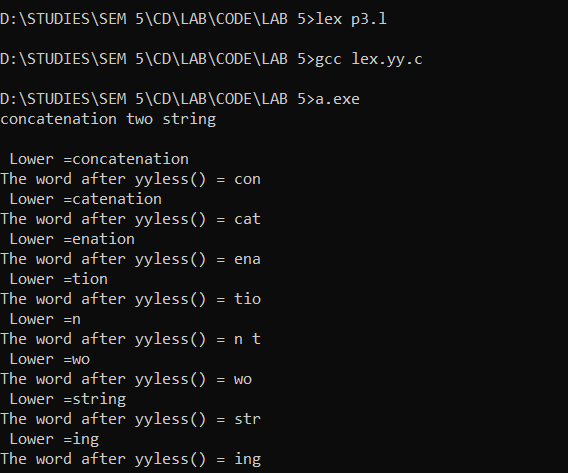 D:\STUDIES\SEM 5\CD\LAB\CODE\LAB 5>lex p3.l
D:\STUDIES\SEM 5\CD\LAB\CODE\LAB 5>gcc lex.yy.c
D:\STUDIES\SEM 5\CD\LAB\CODE\LAB 5>a.exe
concatenation two string
Lower =concatenation
The word after yyless() = con
Lower =catenation
The word after yyless() = cat
Lower =enation
The word after yyless() = ena
Lower =tion
The word after yyless() = tio
Lower =n
The word after yyless() = n t
Lower =wo
The word after yyless() = wo
Lower =string
The word after yyless() = str
Lower =ing
The word after yyless() = ing